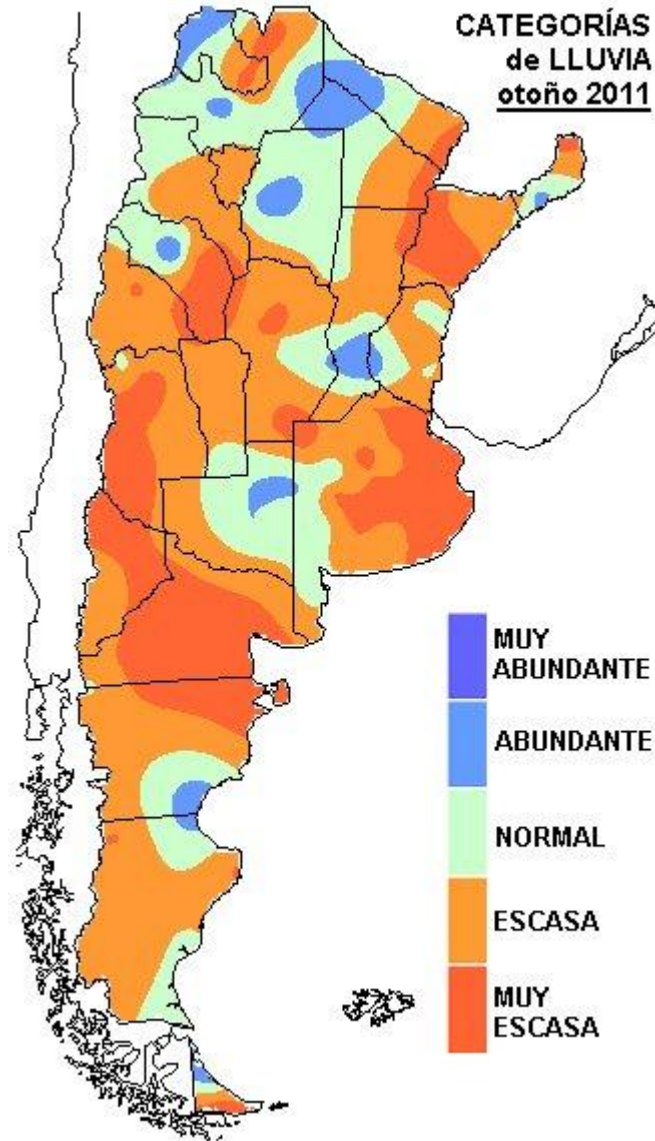 CATEGORÍAS
de LLUVIA
otoño 2011
MUY
ABUNDANTE
ABUNDANTE
NORMAL
ESCASA
MUY
ESCASA